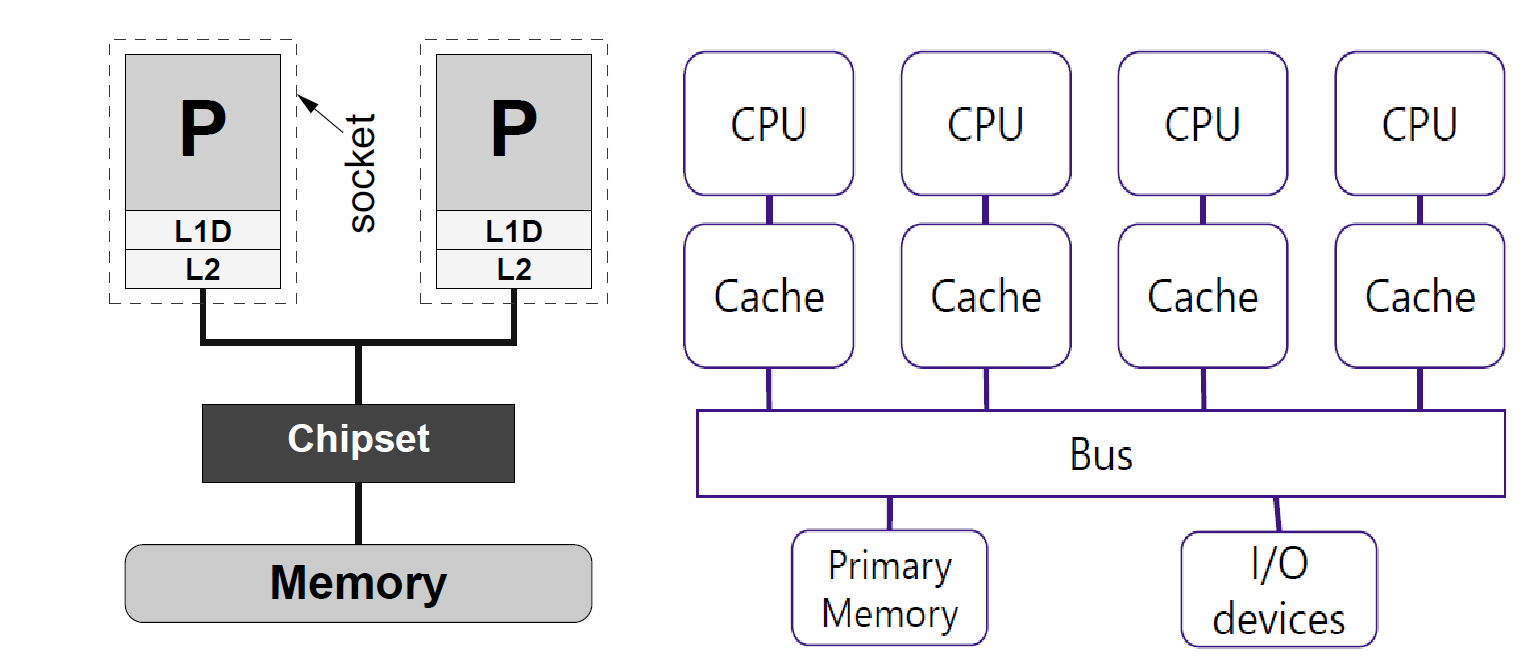 P
L1D
L2
socket
P
L1D
L2
Chipset
Memory
CPU
CPU
CPU
CPU
Cache
Cache
Cache
Cache
Bus
Primary
Memory
I/O
devices